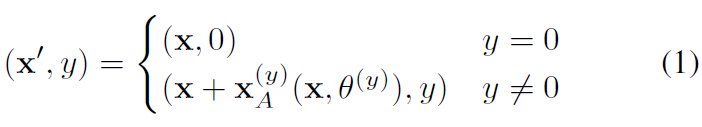 (x′, y) = { (x, 0) y = 0
(x + x_A^{(y)}(x, θ^{(y)}), y) y ≠ 0 (1)